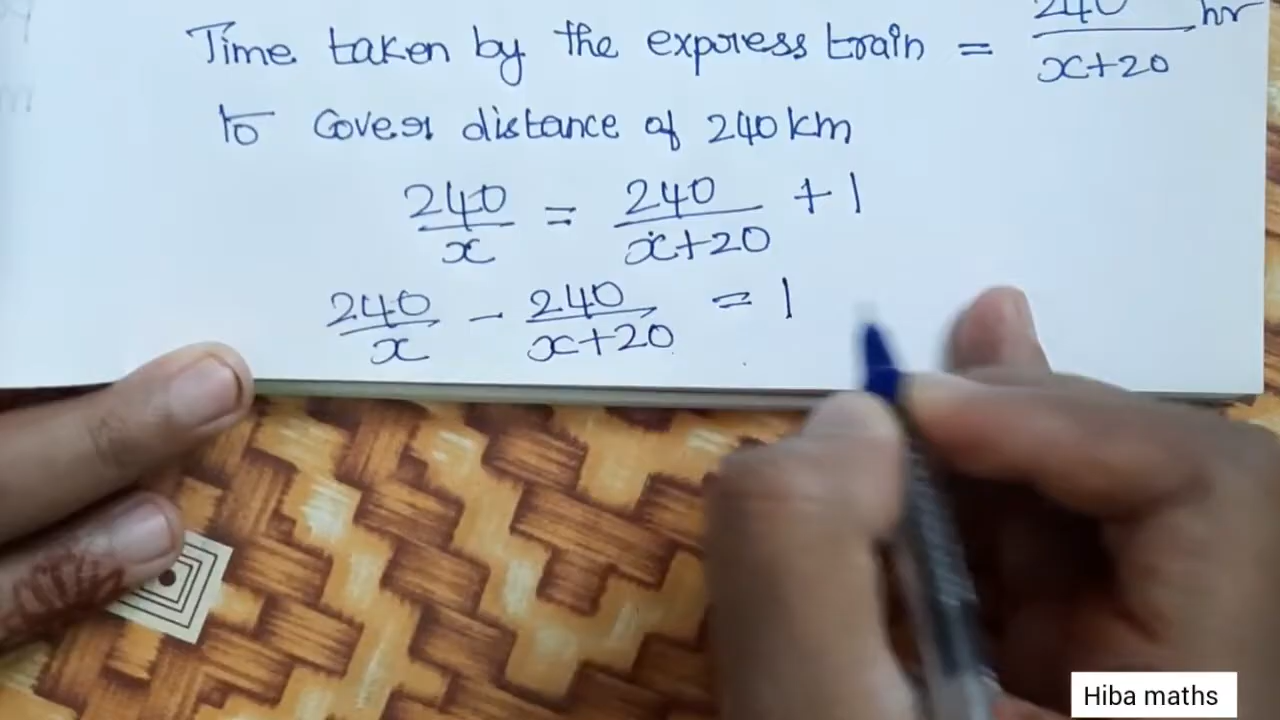 Time taken by the express train = 240/x+20 hr
to cover distance of 240 km
240/x = 240/x+20 + 1
240/x - 240/x+20 = 1
Hiba maths